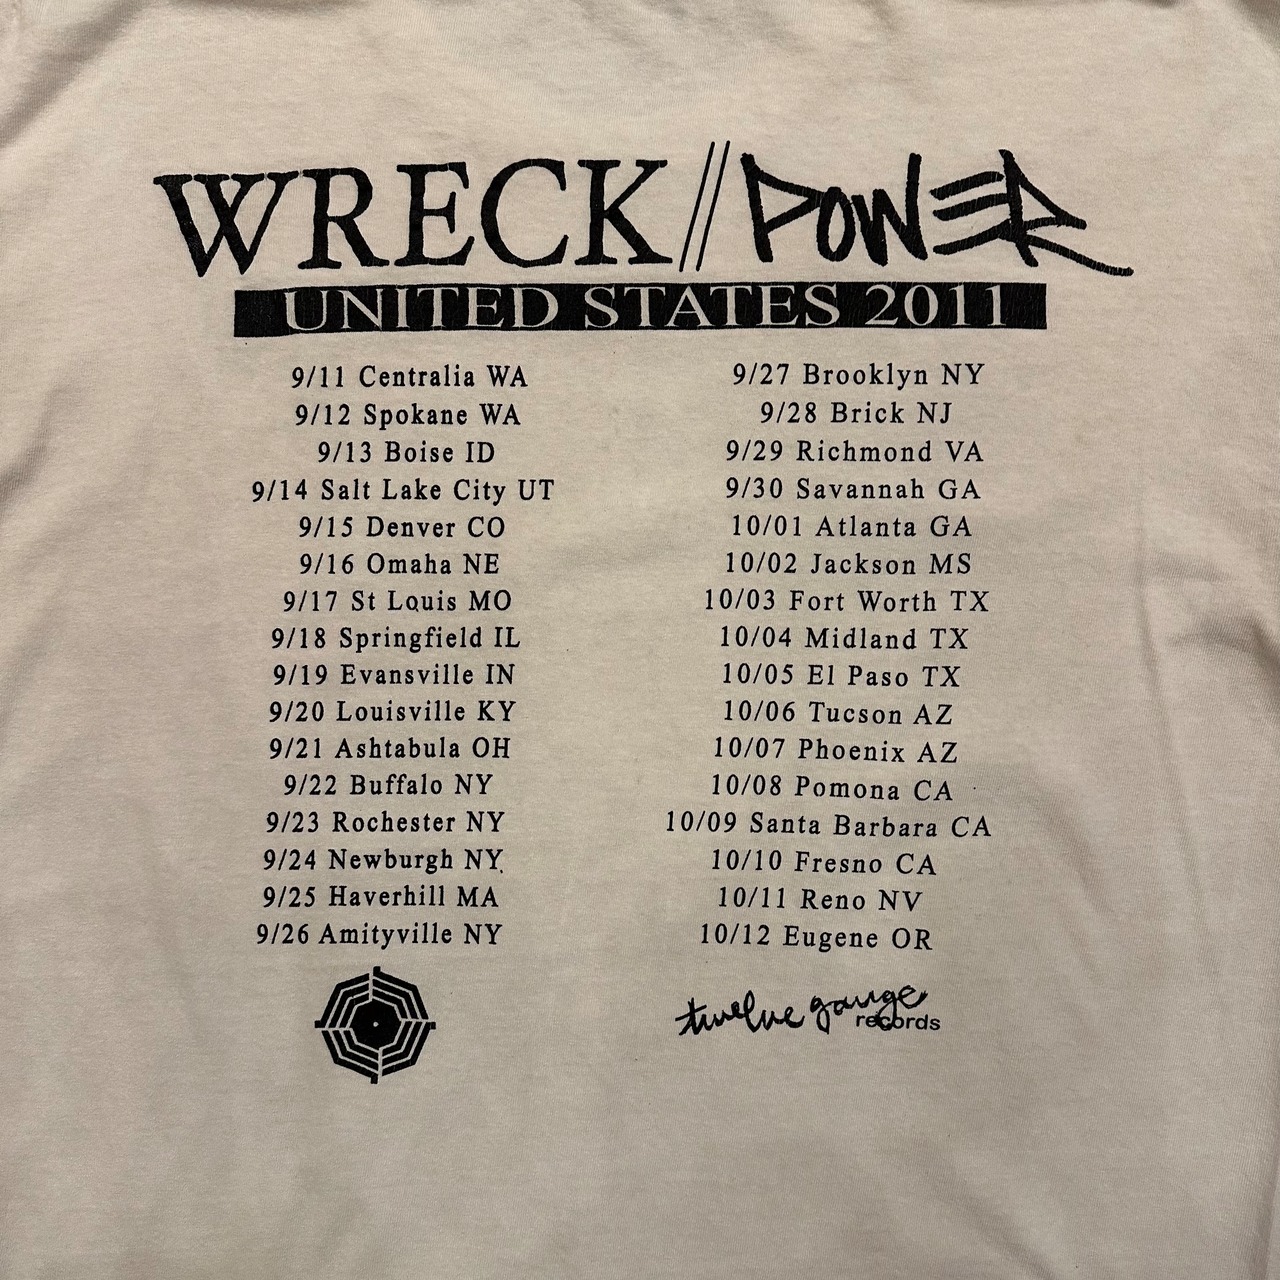 WRECK//POWER
UNITED STATES 2011
9/11 Centralia WA
9/12 Spokane WA
9/13 Boise ID
9/14 Salt Lake City UT
9/15 Denver CO
9/16 Omaha NE
9/17 St Louis MO
9/18 Springfield IL
9/19 Evansville IN
9/20 Louisville KY
9/21 Ashtabula OH
9/22 Buffalo NY
9/23 Rochester NY
9/24 Newburgh NY
9/25 Haverhill MA
9/26 Amityville NY
9/27 Brooklyn NY
9/28 Brick NJ
9/29 Richmond VA
9/30 Savannah GA
10/01 Atlanta GA
10/02 Jackson MS
10/03 Fort Worth TX
10/04 Midland TX
10/05 El Paso TX
10/06 Tucson AZ
10/07 Phoenix AZ
10/08 Pomona CA
10/09 Santa Barbara CA
10/10 Fresno CA
10/11 Reno NV
10/12 Eugene OR
twelve gauge
records